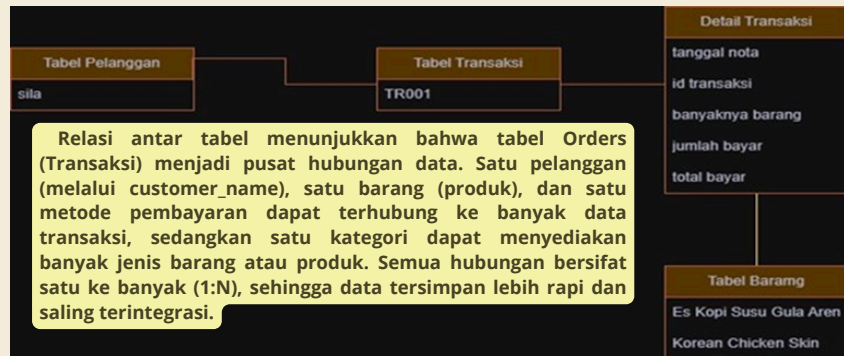 Tabel Pelanggan
sila
Tabel Transaksi
TR001
Detail Transaksi
tanggal nota
id transaksi
banyaknya barang
jumlah bayar
total bayar
Relasi antar tabel menunjukkan bahwa tabel Orders
(Transaksi) menjadi pusat hubungan data. Satu pelanggan
(melalui customer_name), satu barang (produk), dan satu
metode pembayaran dapat terhubung ke banyak data
transaksi, sedangkan satu kategori dapat menyediakan
banyak jenis barang atau produk. Semua hubungan bersifat
satu ke banyak (1:N), sehingga data tersimpan lebih rapi dan
saling terintegrasi.
Tabel Baramg
Es Kopi Susu Gula Aren
Korean Chicken Skin